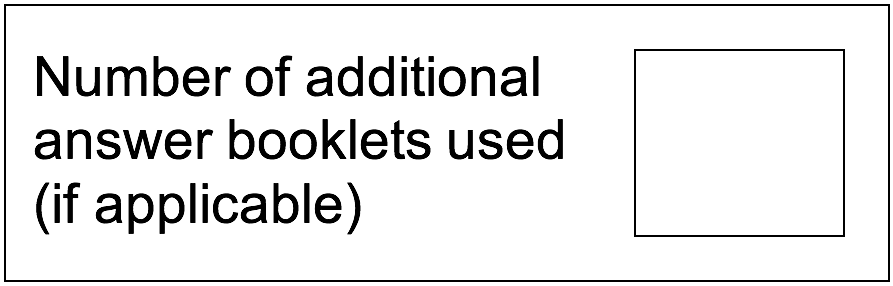 Number of additional
answer booklets used
(if applicable)